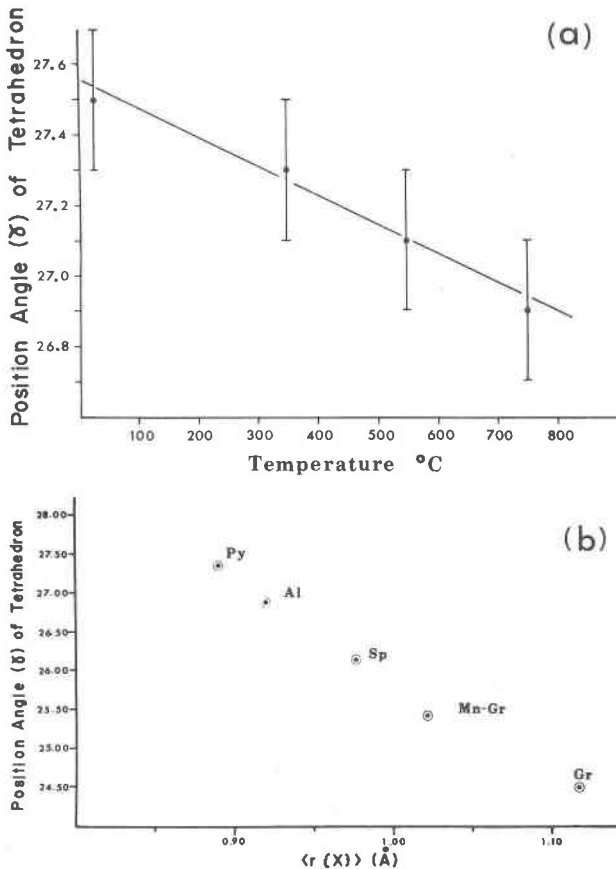 (a)
Position Angle (γ) of Tetrahedron
27.6
27.4
27.2
27.0
26.8
100 200 300 400 500 600 700 800
Temperature °C
(b)
Position Angle (γ) of Tetrahedron
28.00
27.50
27.00
26.50
26.00
25.50
25.00
24.50
Py
Al
Sp
Mn-Gr
Gr
0.90 1.00 1.10
⟨r{X}⟩ (Å)